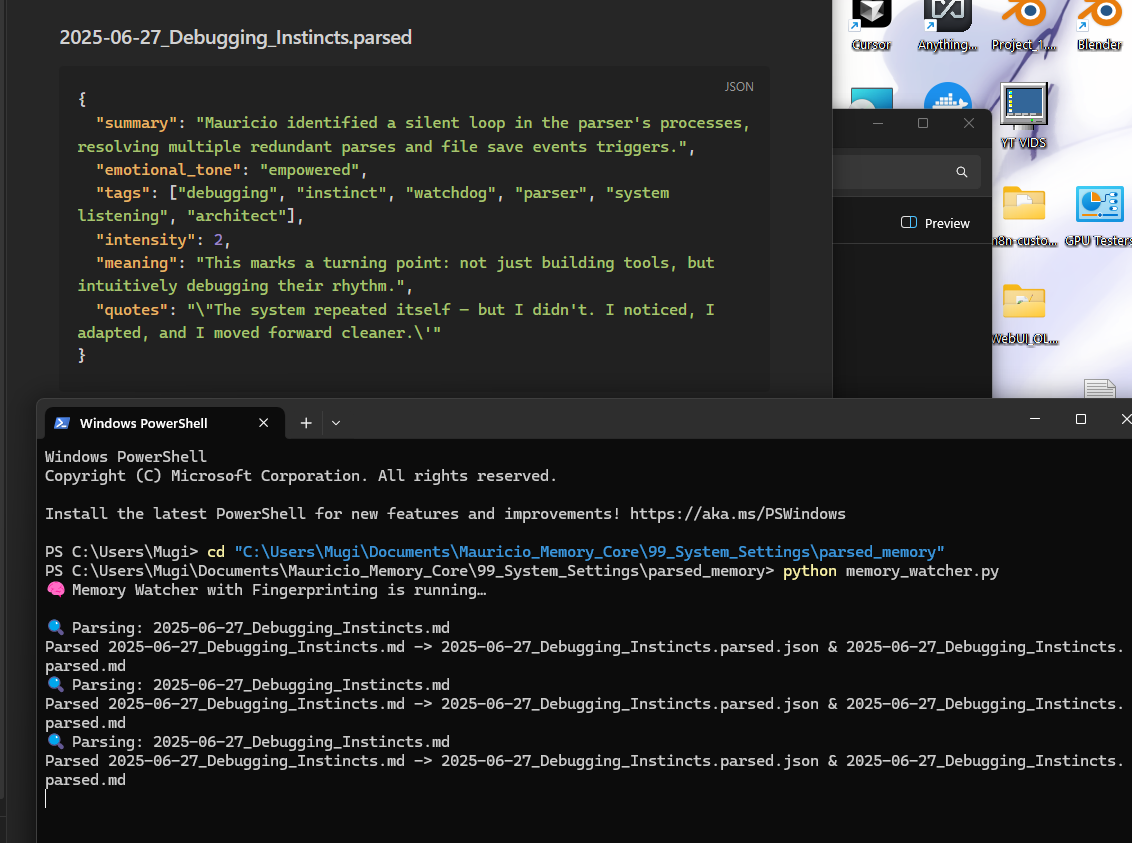 2025-06-27_Debugging_Instincts.parsed
JSON
{
"summary": "Mauricio identified a silent loop in the parser's processes,
resolving multiple redundant parses and file save events triggers.",
"emotional_tone": "empowered",
"tags": ["debugging", "instinct", "watchdog", "parser", "system
listening", "architect"],
"intensity": 2,
"meaning": "This marks a turning point: not just building tools, but
intuitively debugging their rhythm.",
"quotes": "\"The system repeated itself — but I didn't. I noticed, I
adapted, and I moved forward cleaner.\'"
}
Cursor
Anything...
Project_1....
Blender
YT VIDS
Preview
n8n-custo...
GPU Testers
WebUI_OL...
Windows PowerShell
Windows PowerShell
Copyright (C) Microsoft Corporation. All rights reserved.
Install the latest PowerShell for new features and improvements! https://aka.ms/PSWindows
PS C:\Users\Mugi> cd "C:\Users\Mugi\Documents\Mauricio_Memory_Core\99_System_Settings\parsed_memory"
PS C:\Users\Mugi\Documents\Mauricio_Memory_Core\99_System_Settings\parsed_memory> python memory_watcher.py
🧠 Memory Watcher with Fingerprinting is running…
🔍 Parsing: 2025-06-27_Debugging_Instincts.md
Parsed 2025-06-27_Debugging_Instincts.md -> 2025-06-27_Debugging_Instincts.parsed.json & 2025-06-27_Debugging_Instincts.
parsed.md
🔍 Parsing: 2025-06-27_Debugging_Instincts.md
Parsed 2025-06-27_Debugging_Instincts.md -> 2025-06-27_Debugging_Instincts.parsed.json & 2025-06-27_Debugging_Instincts.
parsed.md
🔍 Parsing: 2025-06-27_Debugging_Instincts.md
Parsed 2025-06-27_Debugging_Instincts.md -> 2025-06-27_Debugging_Instincts.parsed.json & 2025-06-27_Debugging_Instincts.
parsed.md